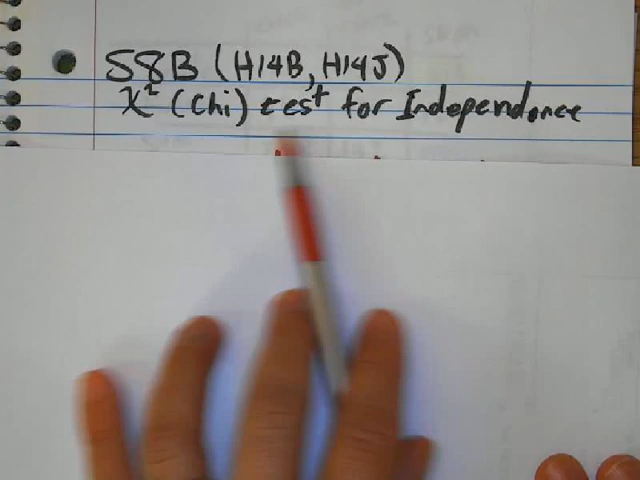 S8B (H14B, H14J)
X² (Chi) test for Independence